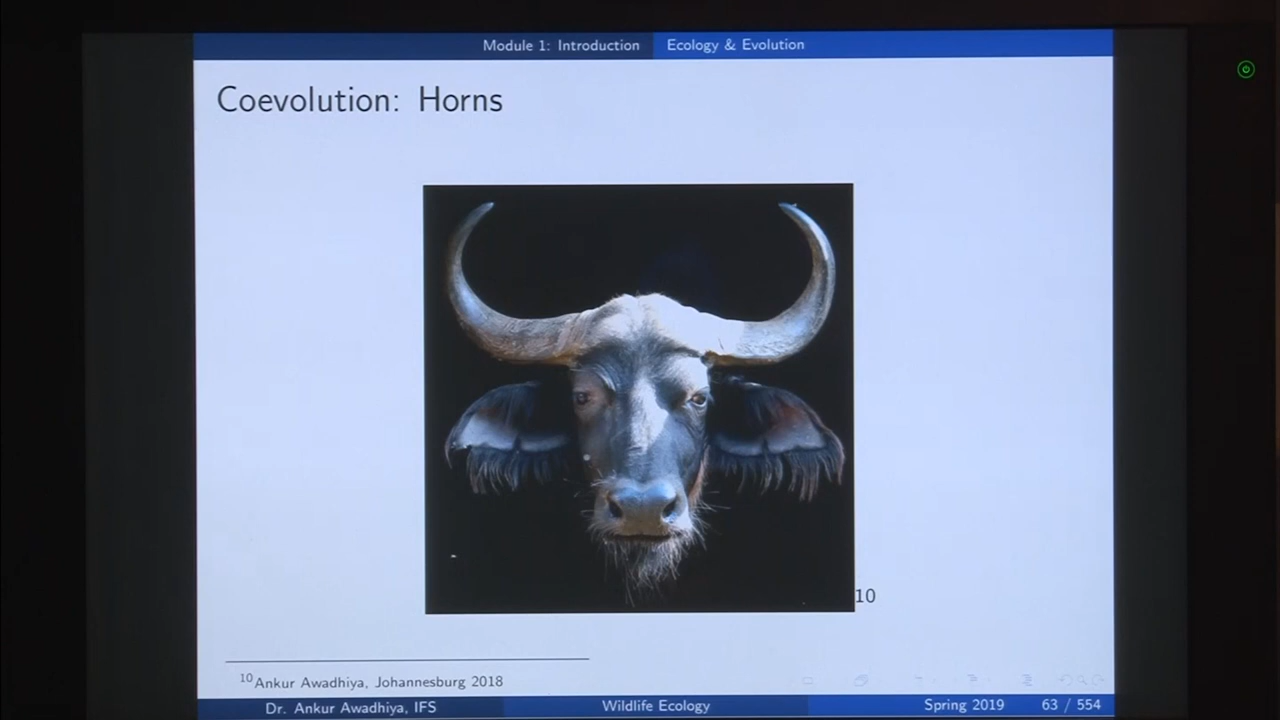 Module 1: Introduction Ecology & Evolution
Coevolution: Horns
10
10Ankur Awadhiya, Johannesburg 2018
Dr. Ankur Awadhiya, IFS Wildlife Ecology Spring 2019 63 / 554